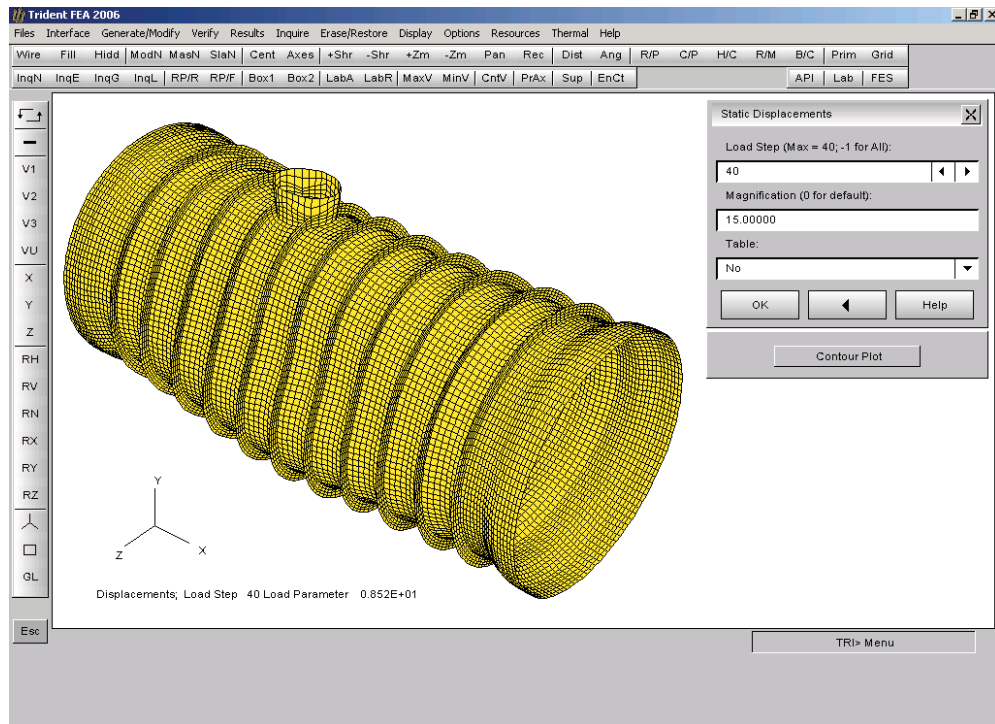 Trident FEA 2006
Files Interface Generate/Modify Verify Results Inquire Erase/Restore Display Options Resources Thermal Help
Wire Fill Hidd ModN MasN SlaN Cent Axes +Shr -Shr +Zm -Zm Pan Rec Dist Ang R/P C/P H/C R/M B/C Prim Grid
InqN InqE InqG InqL RP/R RP/F Box1 Box2 LabA LabR MaxV MinV CntV PrAx Sup EnCt API Lab FES
Static Displacements
Load Step (Max = 40; -1 for All):
40
Magnification (0 for default):
15.00000
Table:
No
OK Help
Contour Plot
V1
V2
V3
VU
X
Y
Z
RH
RV
RN
RX
RY
RZ
GL
Esc
Y
Z X
Displacements; Load Step 40 Load Parameter 0.852E+01
TRI> Menu